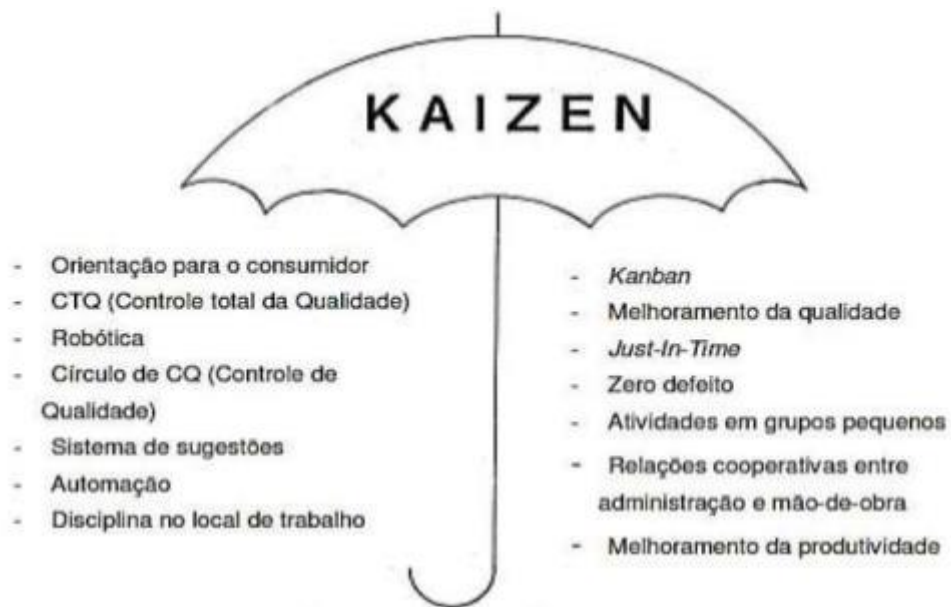 KAIZEN
- Orientação para o consumidor
- CTQ (Controle total da Qualidade)
- Robótica
- Círculo de CQ (Controle de
Qualidade)
- Sistema de sugestões
- Automação
- Disciplina no local de trabalho
- Kanban
- Melhoramento da qualidade
- Just-In-Time
- Zero defeito
- Atividades em grupos pequenos
- Relações cooperativas entre
administração e mão-de-obra
- Melhoramento da produtividade